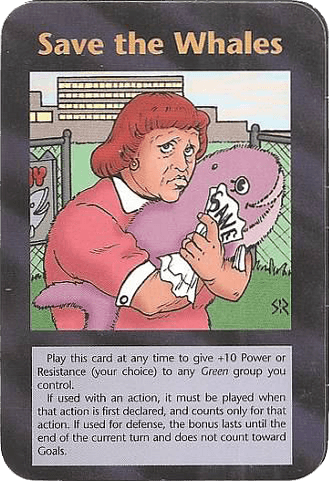 Save the Whales
SAVE
SR
Play this card at any time to give +10 Power or
Resistance (your choice) to any Green group you
control.
If used with an action, it must be played when
that action is first declared, and counts only for that
action. If used for defense, the bonus lasts until the
end of the current turn and does not count toward
Goals.